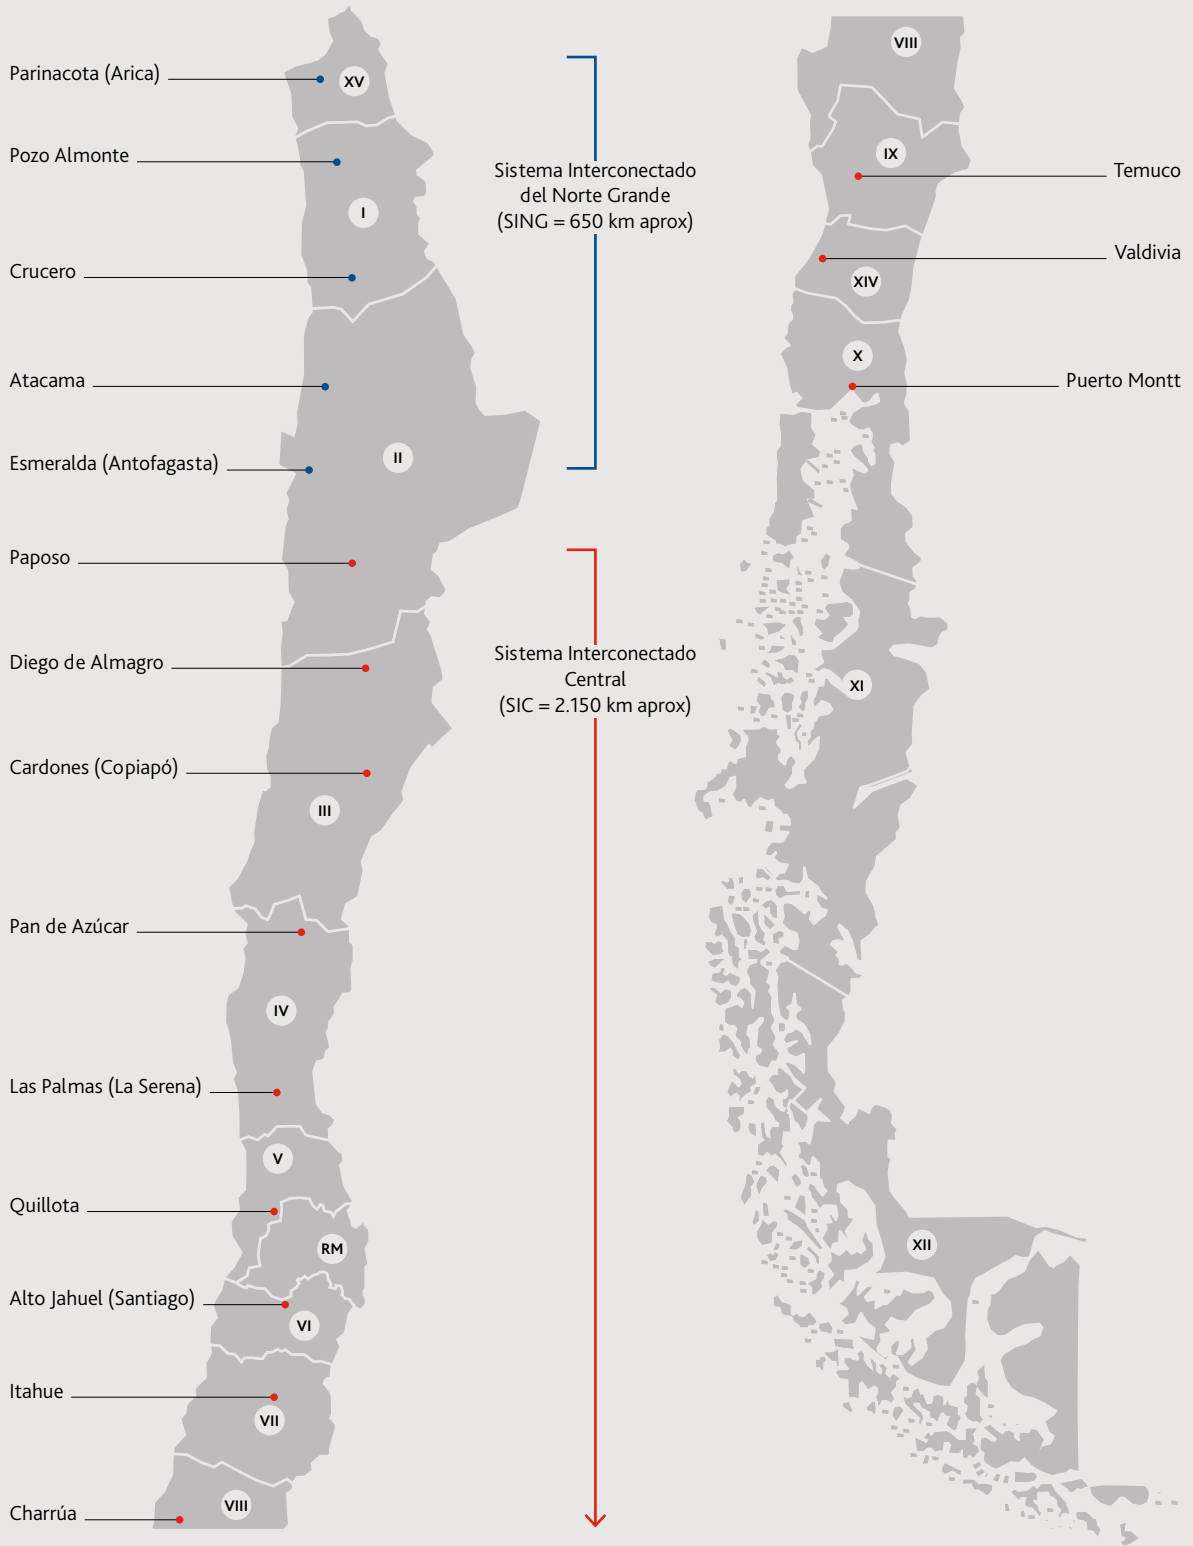 Parinacota (Arica)
XV
Pozo Almonte
I
Crucero
Atacama
II
Esmeralda (Antofagasta)
Paposo
Diego de Almagro
Cardones (Copiapó)
III
Pan de Azúcar
IV
Las Palmas (La Serena)
V
Quillota
RM
Alto Jahuel (Santiago)
VI
Itahue
VII
Charrúa
VIII
Sistema Interconectado
del Norte Grande
(SING = 650 km aprox)
Sistema Interconectado
Central
(SIC = 2.150 km aprox)
VIII
IX
Temuco
Valdivia
XIV
X
Puerto Montt
XI
XII